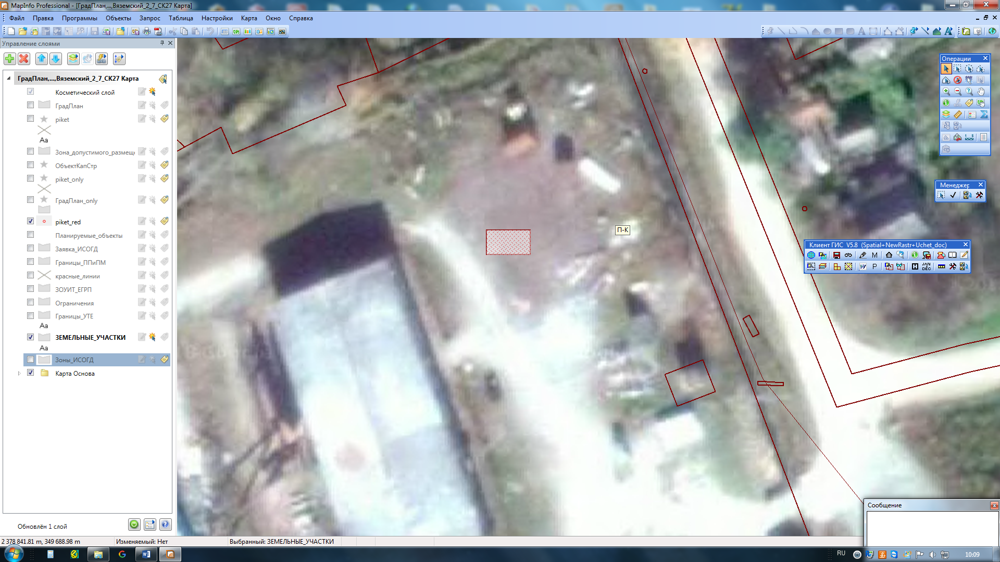 MapInfo Professional - [ГрадПлан,...,Вяземский_2_7_СК27 Карта]
Файл Правка Программы Объекты Запрос Таблица Настройки Карта Окно Справка
Управление слоями
ГрадПлан,...,Вяземский_2_7_СК27 Карта
Косметический слой
ГрадПлан
piket
Aa
Зона_допустимого_размеще
ОбъектКапСтр
piket_only
ГрадПлан_only
piket_red
Планируемые_объекты
Заявка_ИСОГД
Границы_ППиПМ
красные_линии
ЗОУИТ_ЕГРП
Ограничения
Границы_УТЕ
Aa
ЗЕМЕЛЬНЫЕ_УЧАСТКИ
Aa
Зоны_ИСОГД
Карта Основа
Обновлён 1 слой
П-К
Операции
Менеджер
Клиент ГИС V5.8 (Spatial+NewRastr+Uchet_doc)
М
Р
JAN
DEC
Сообщение
2 378 841.81 m, 349 688.98 m
Изменяемый: Нет
Выбранный: ЗЕМЕЛЬНЫЕ_УЧАСТКИ
RU
10:09